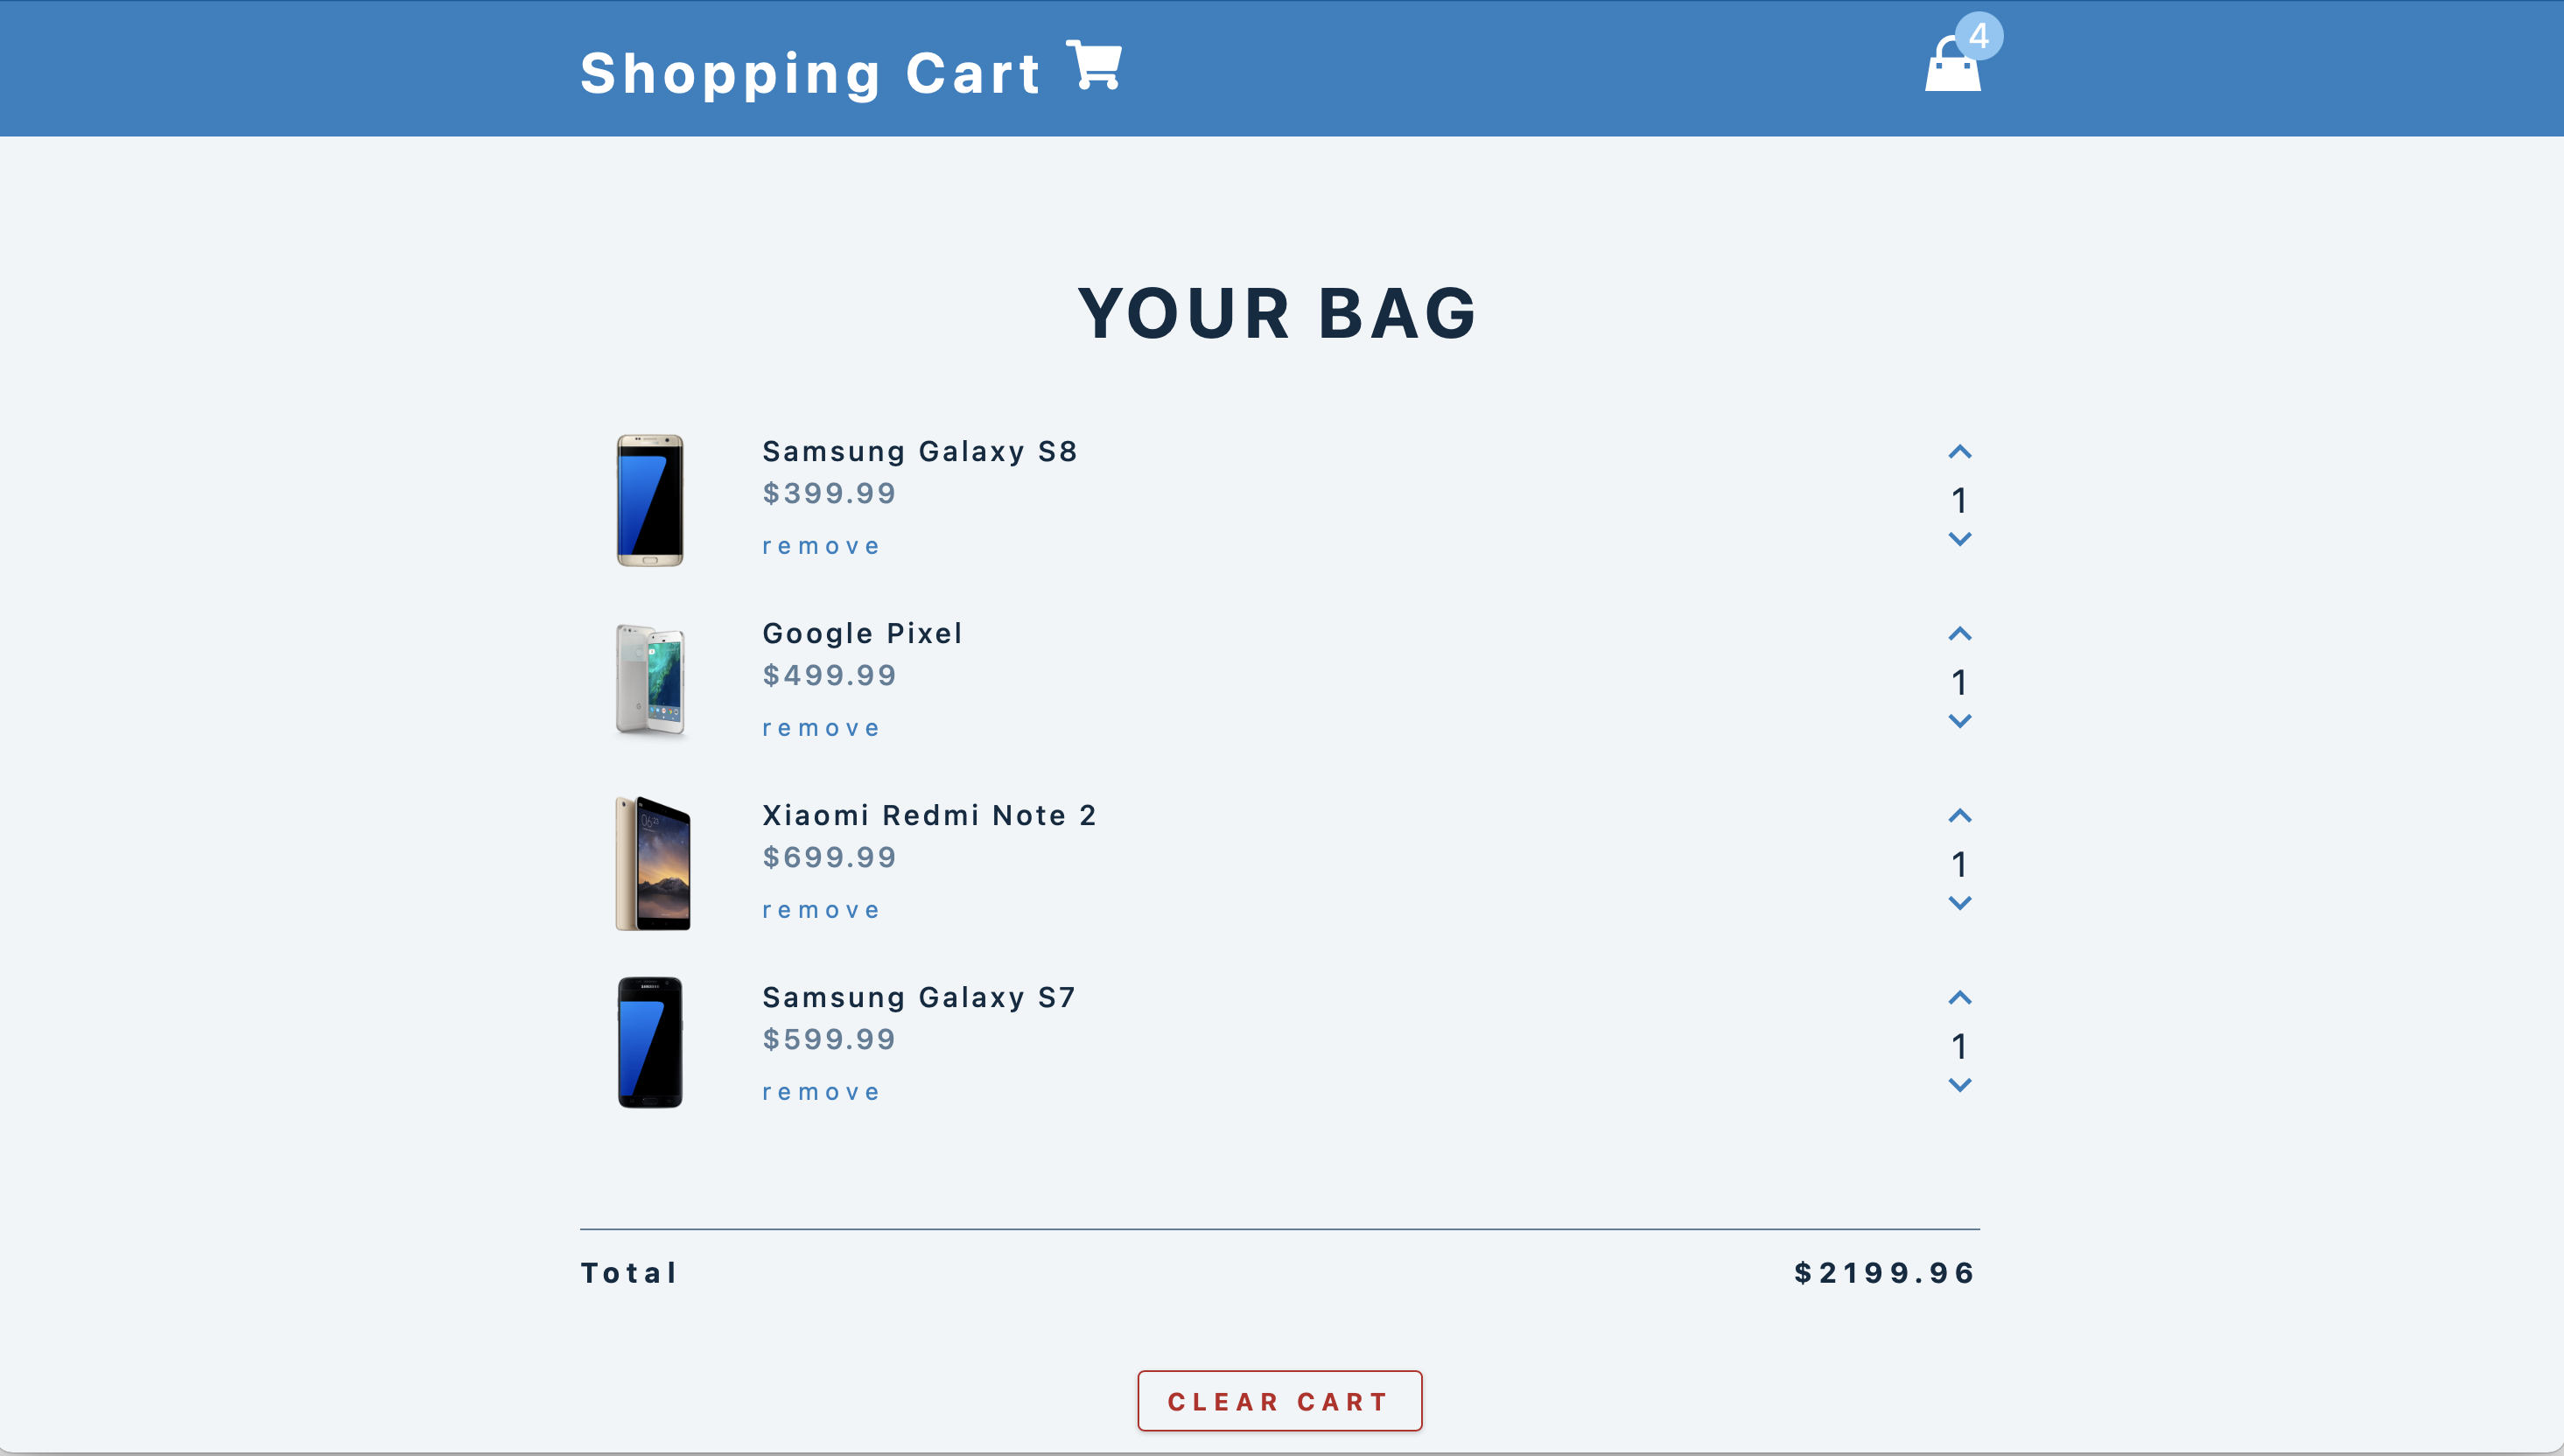 Shopping Cart
4
YOUR BAG
Samsung Galaxy S8
$399.99
remove
1
Google Pixel
$499.99
remove
1
Xiaomi Redmi Note 2
$699.99
remove
1
Samsung Galaxy S7
$599.99
remove
1
Total
$2199.96
CLEAR CART